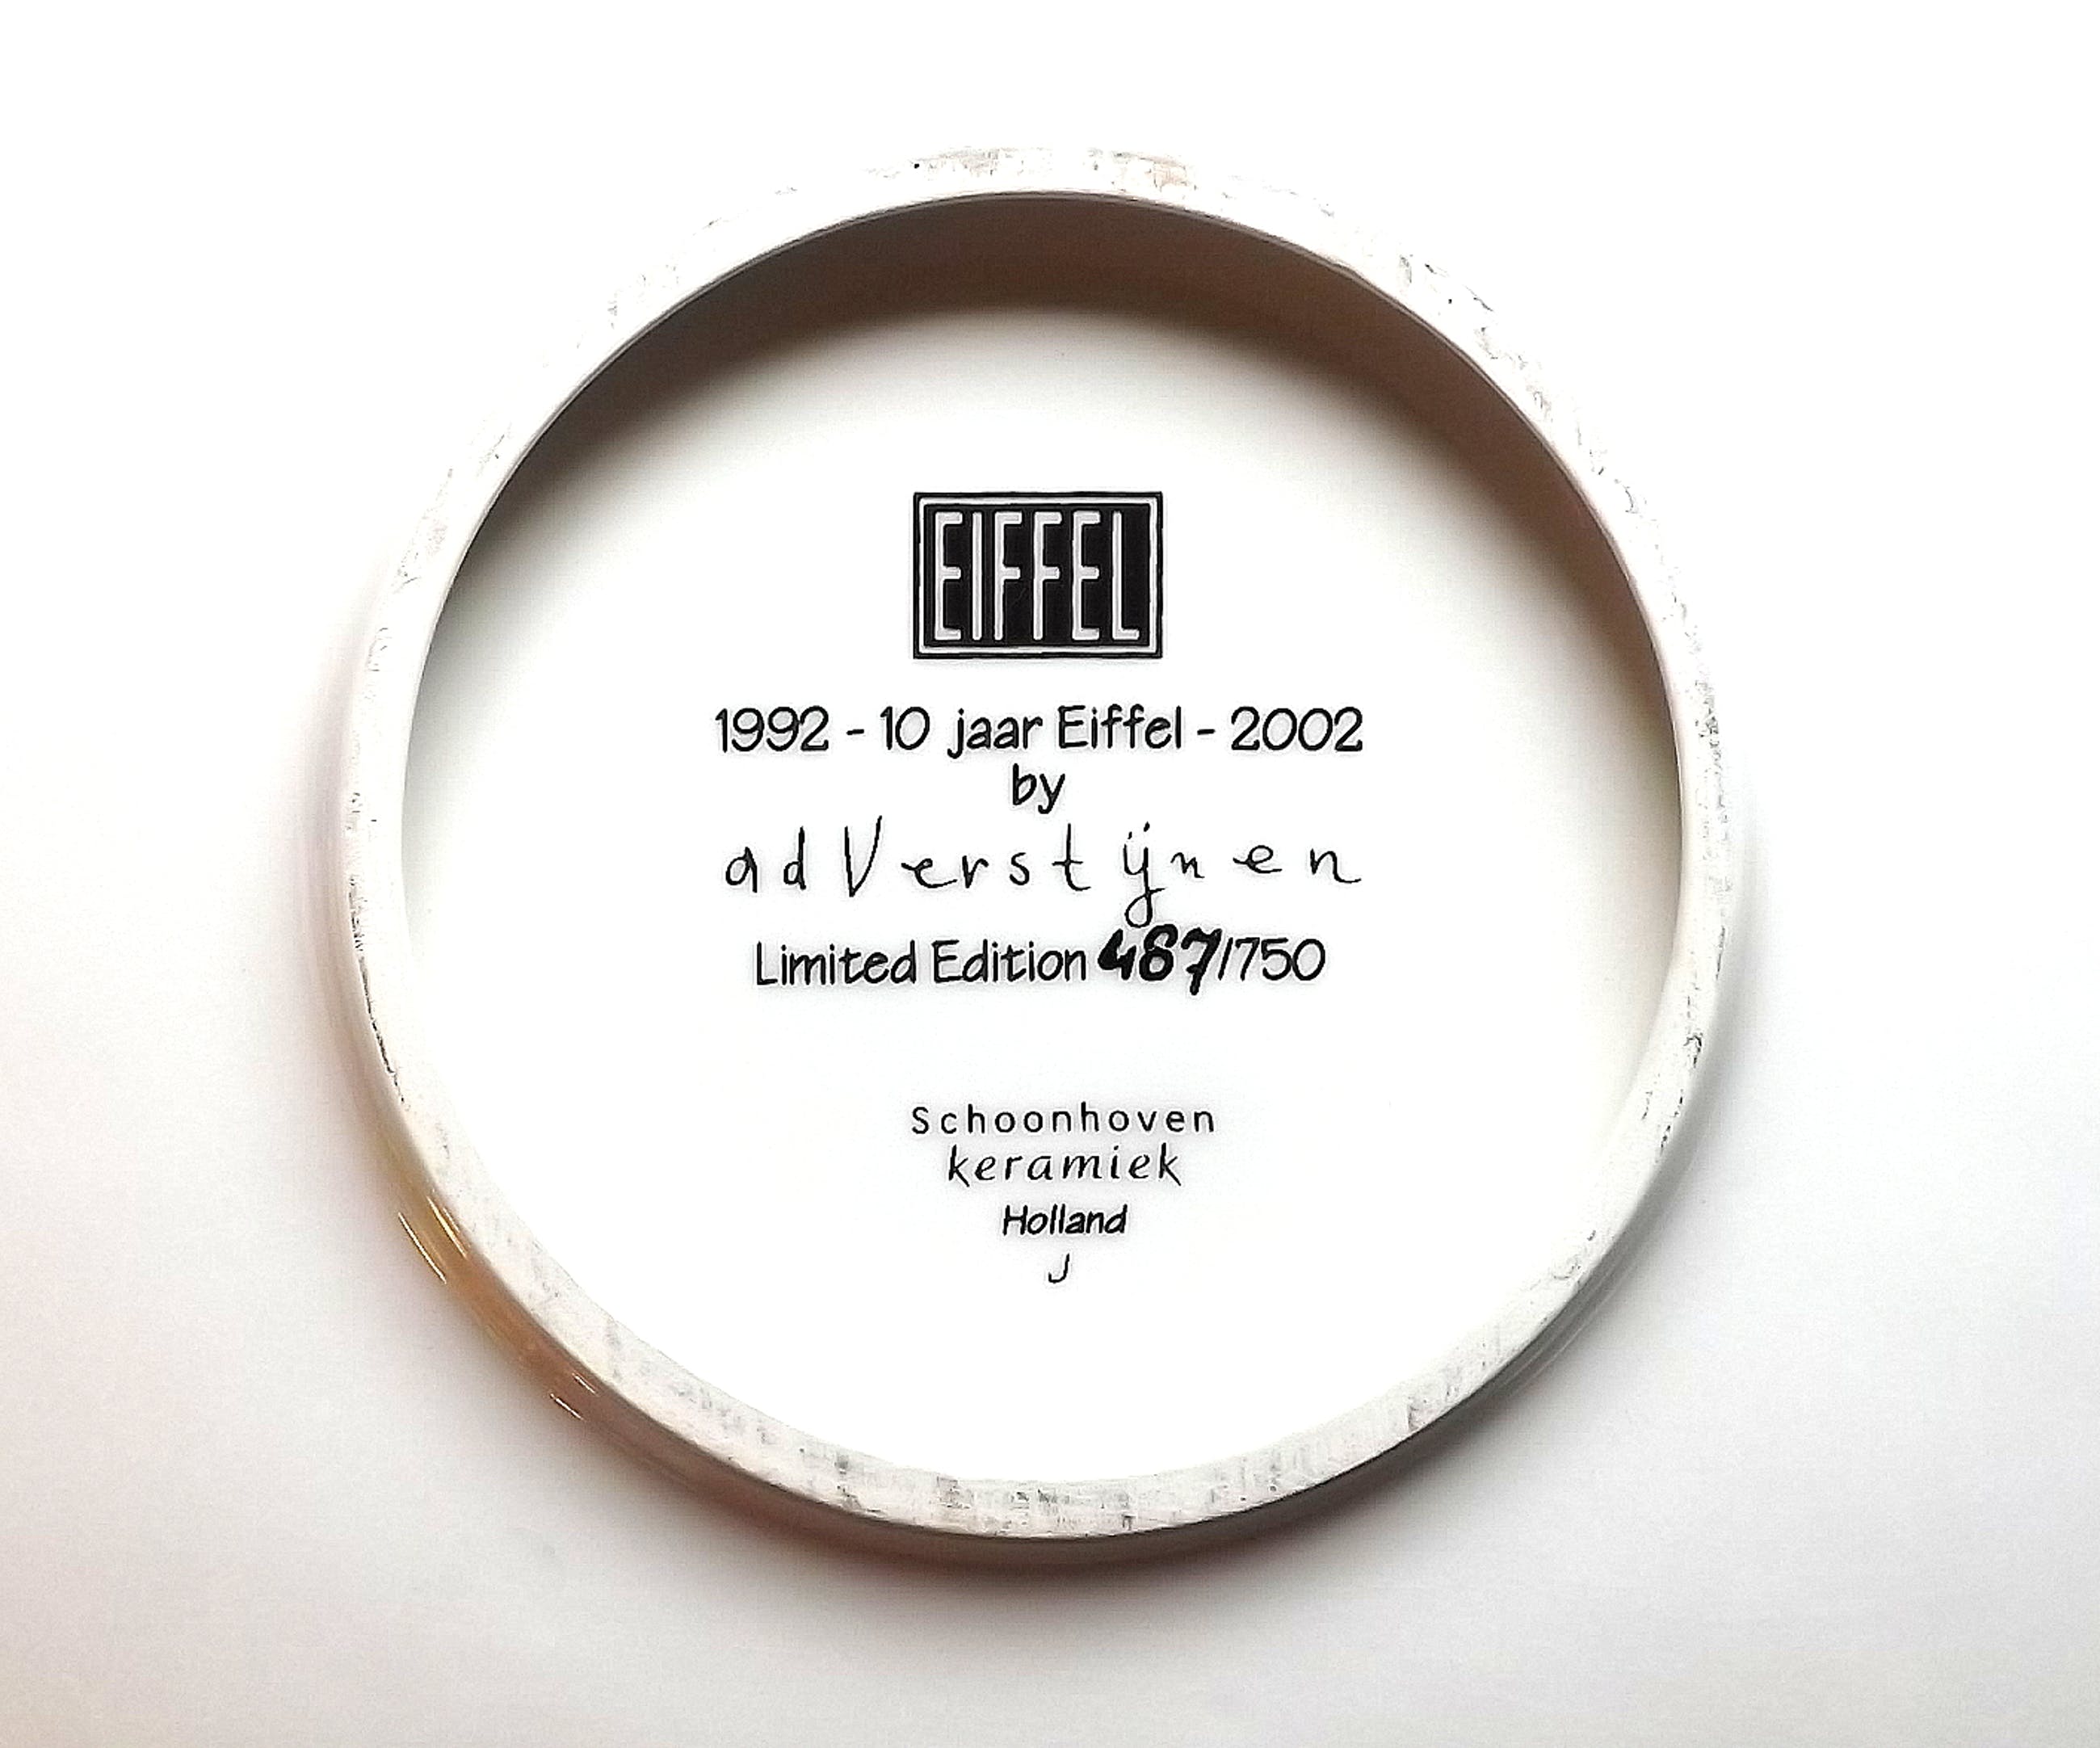 EIFFEL
1992 - 10 jaar Eiffel - 2002
by
ad Verstijnen
Limited Edition 487/750
Schoonhoven
keramiek
Holland
J